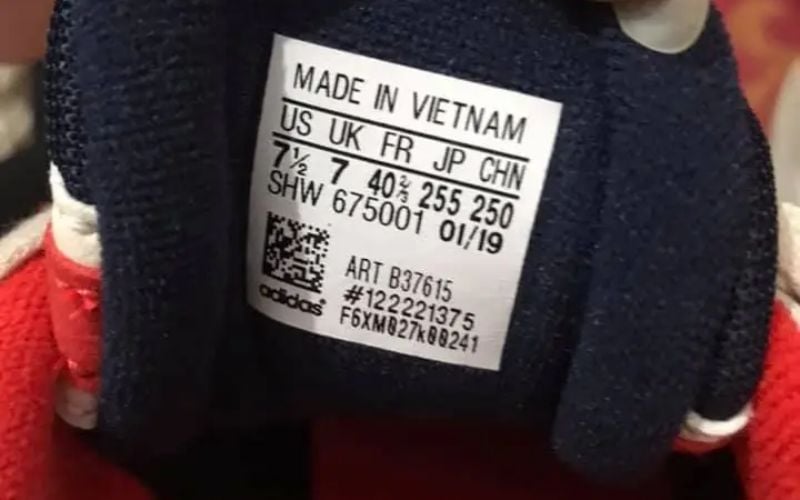 MADE IN VIETNAM
US UK FR JP CHN
7½ 7 40⅔ 255 250
SHW 675001 01/19
ART B37615
#122221375
adidas F6XM027k00241